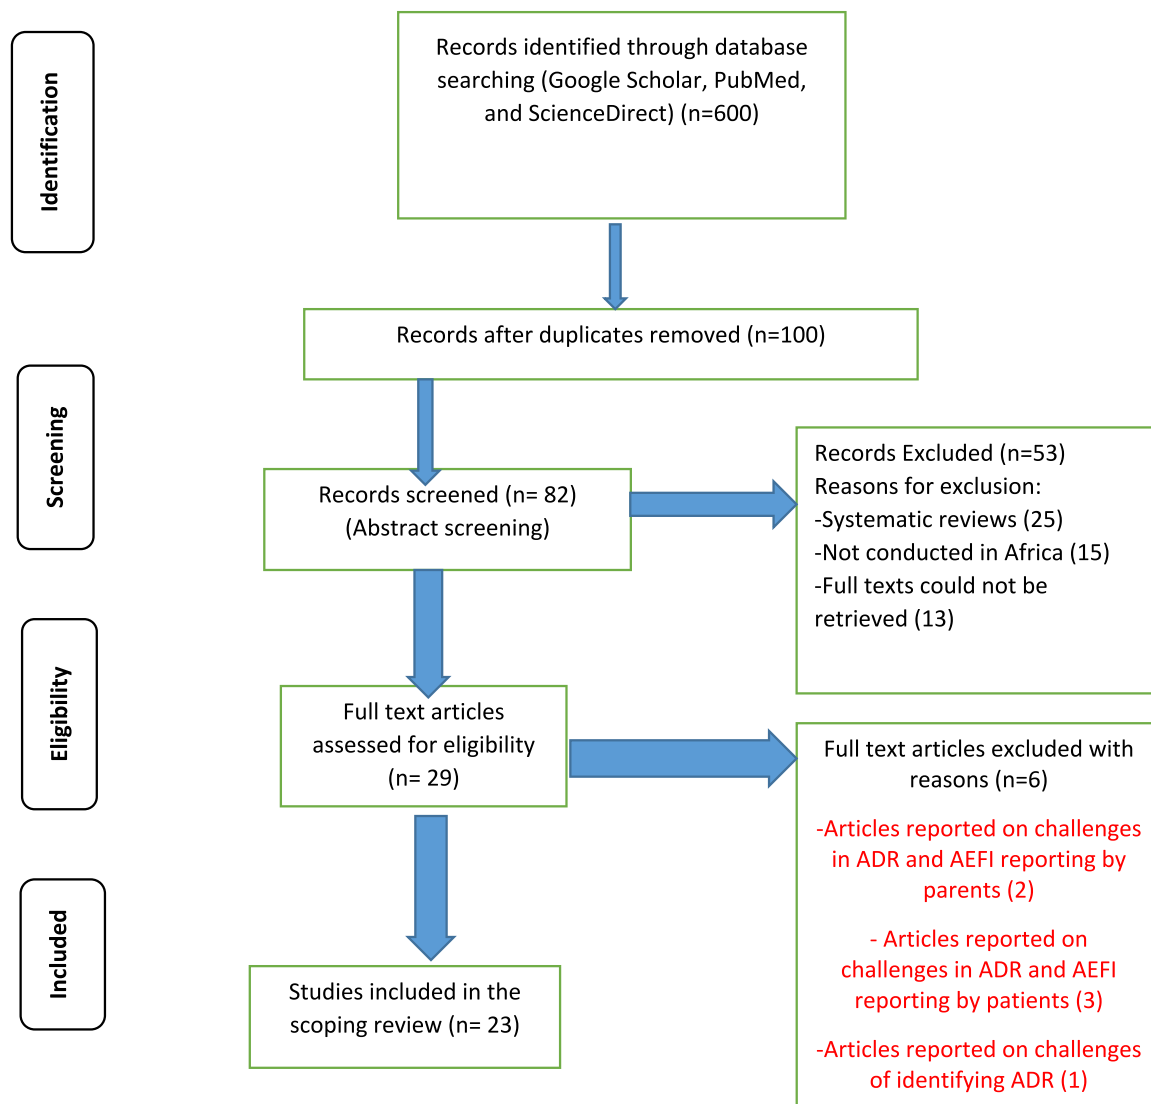 Identification
Records identified through database
searching (Google Scholar, PubMed,
and ScienceDirect) (n=600)
Records after duplicates removed (n=100)
Screening
Records screened (n= 82)
(Abstract screening)
Records Excluded (n=53)
Reasons for exclusion:
-Systematic reviews (25)
-Not conducted in Africa (15)
-Full texts could not be
retrieved (13)
Eligibility
Full text articles
assessed for eligibility
(n= 29)
Full text articles excluded with
reasons (n=6)
-Articles reported on challenges
in ADR and AEFI reporting by
parents (2)
- Articles reported on
challenges in ADR and AEFI
reporting by patients (3)
-Articles reported on challenges
of identifying ADR (1)
Included
Studies included in the
scoping review (n= 23)